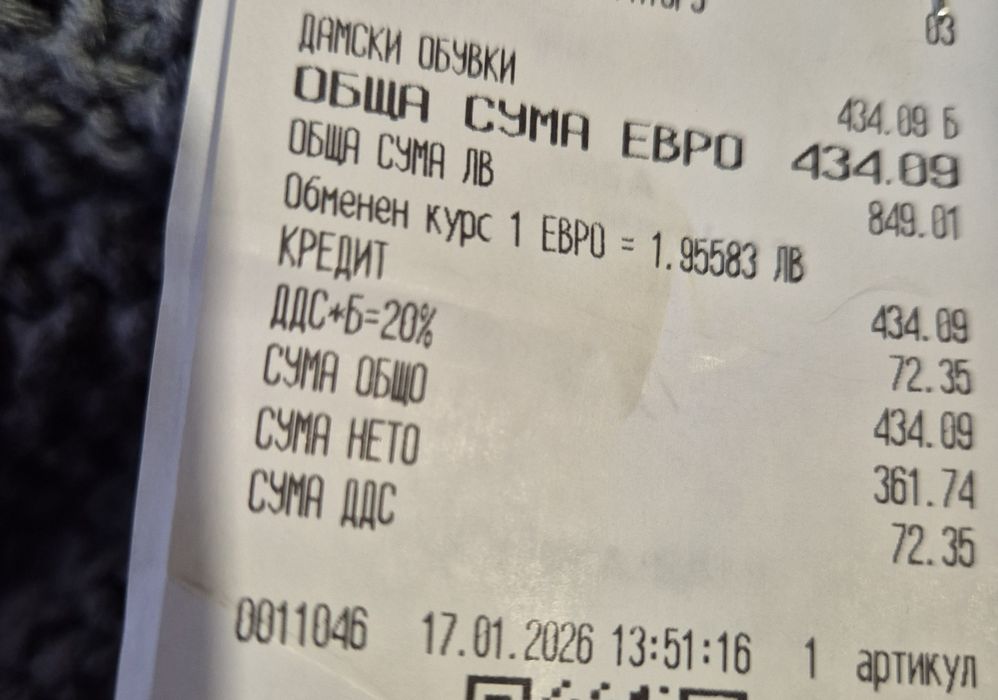 03
ДАМСКИ ОБУВКИ 434.09 Б
ОБЩА СУМА ЕВРО 434.09
ОБЩА СУМА ЛВ 849.01
Обменен курс 1 ЕВРО = 1.95583 ЛВ
КРЕДИТ 434.09
ДДС*Б=20% 72.35
СУМА ОБЩО 434.09
СУМА НЕТО 361.74
СУМА ДДС 72.35
0011046 17.01.2026 13:51:16 1 артикул